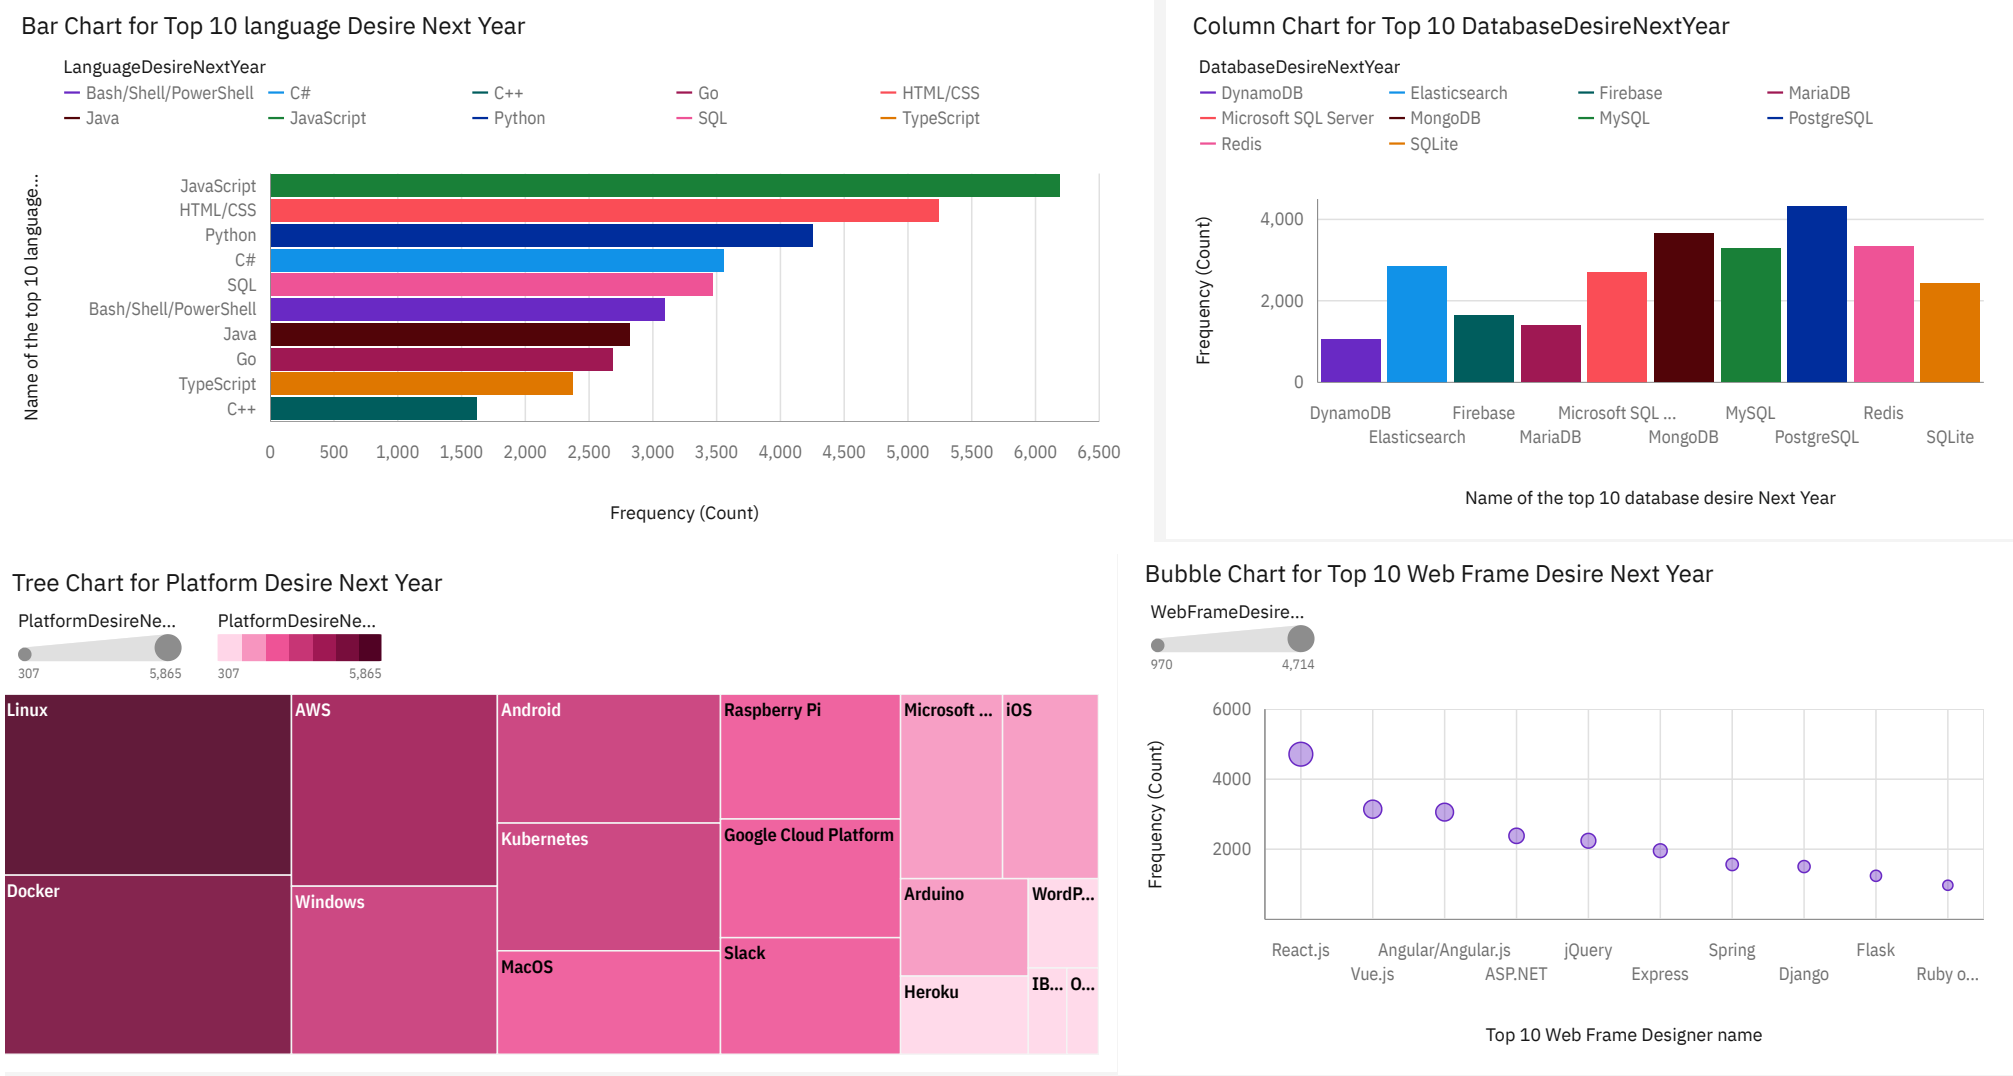 Bar Chart for Top 10 language Desire Next Year
LanguageDesireNextYear
Bash/Shell/PowerShell C# C++ Go HTML/CSS
Java JavaScript Python SQL TypeScript
Name of the top 10 language...
JavaScript
HTML/CSS
Python
C#
SQL
Bash/Shell/PowerShell
Java
Go
TypeScript
C++
0 500 1,000 1,500 2,000 2,500 3,000 3,500 4,000 4,500 5,000 5,500 6,000 6,500
Frequency (Count)
Column Chart for Top 10 DatabaseDesireNextYear
DatabaseDesireNextYear
DynamoDB Elasticsearch Firebase MariaDB
Microsoft SQL Server MongoDB MySQL PostgreSQL
Redis SQLite
Frequency (Count)
4,000
2,000
0
DynamoDB Firebase Microsoft SQL ... MySQL Redis
Elasticsearch MariaDB MongoDB PostgreSQL SQLite
Name of the top 10 database desire Next Year
Tree Chart for Platform Desire Next Year
PlatformDesireNe... PlatformDesireNe...
307 5,865 307 5,865
Linux
Docker
AWS
Windows
Android
Kubernetes
MacOS
Raspberry Pi
Google Cloud Platform
Slack
Microsoft ...
iOS
Arduino
WordP...
Heroku
IB...
O...
Bubble Chart for Top 10 Web Frame Desire Next Year
WebFrameDesire...
970 4,714
Frequency (Count)
6000
4000
2000
React.js Angular/Angular.js jQuery Spring Flask
Vue.js ASP.NET Express Django Ruby o...
Top 10 Web Frame Designer name